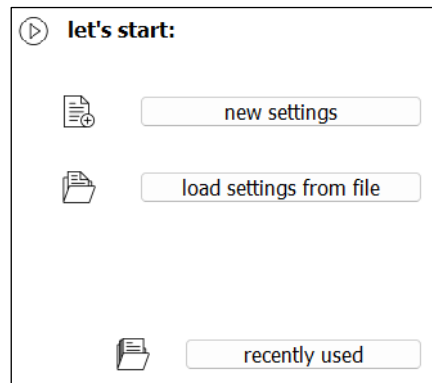 let's start:
new settings
load settings from file
recently used